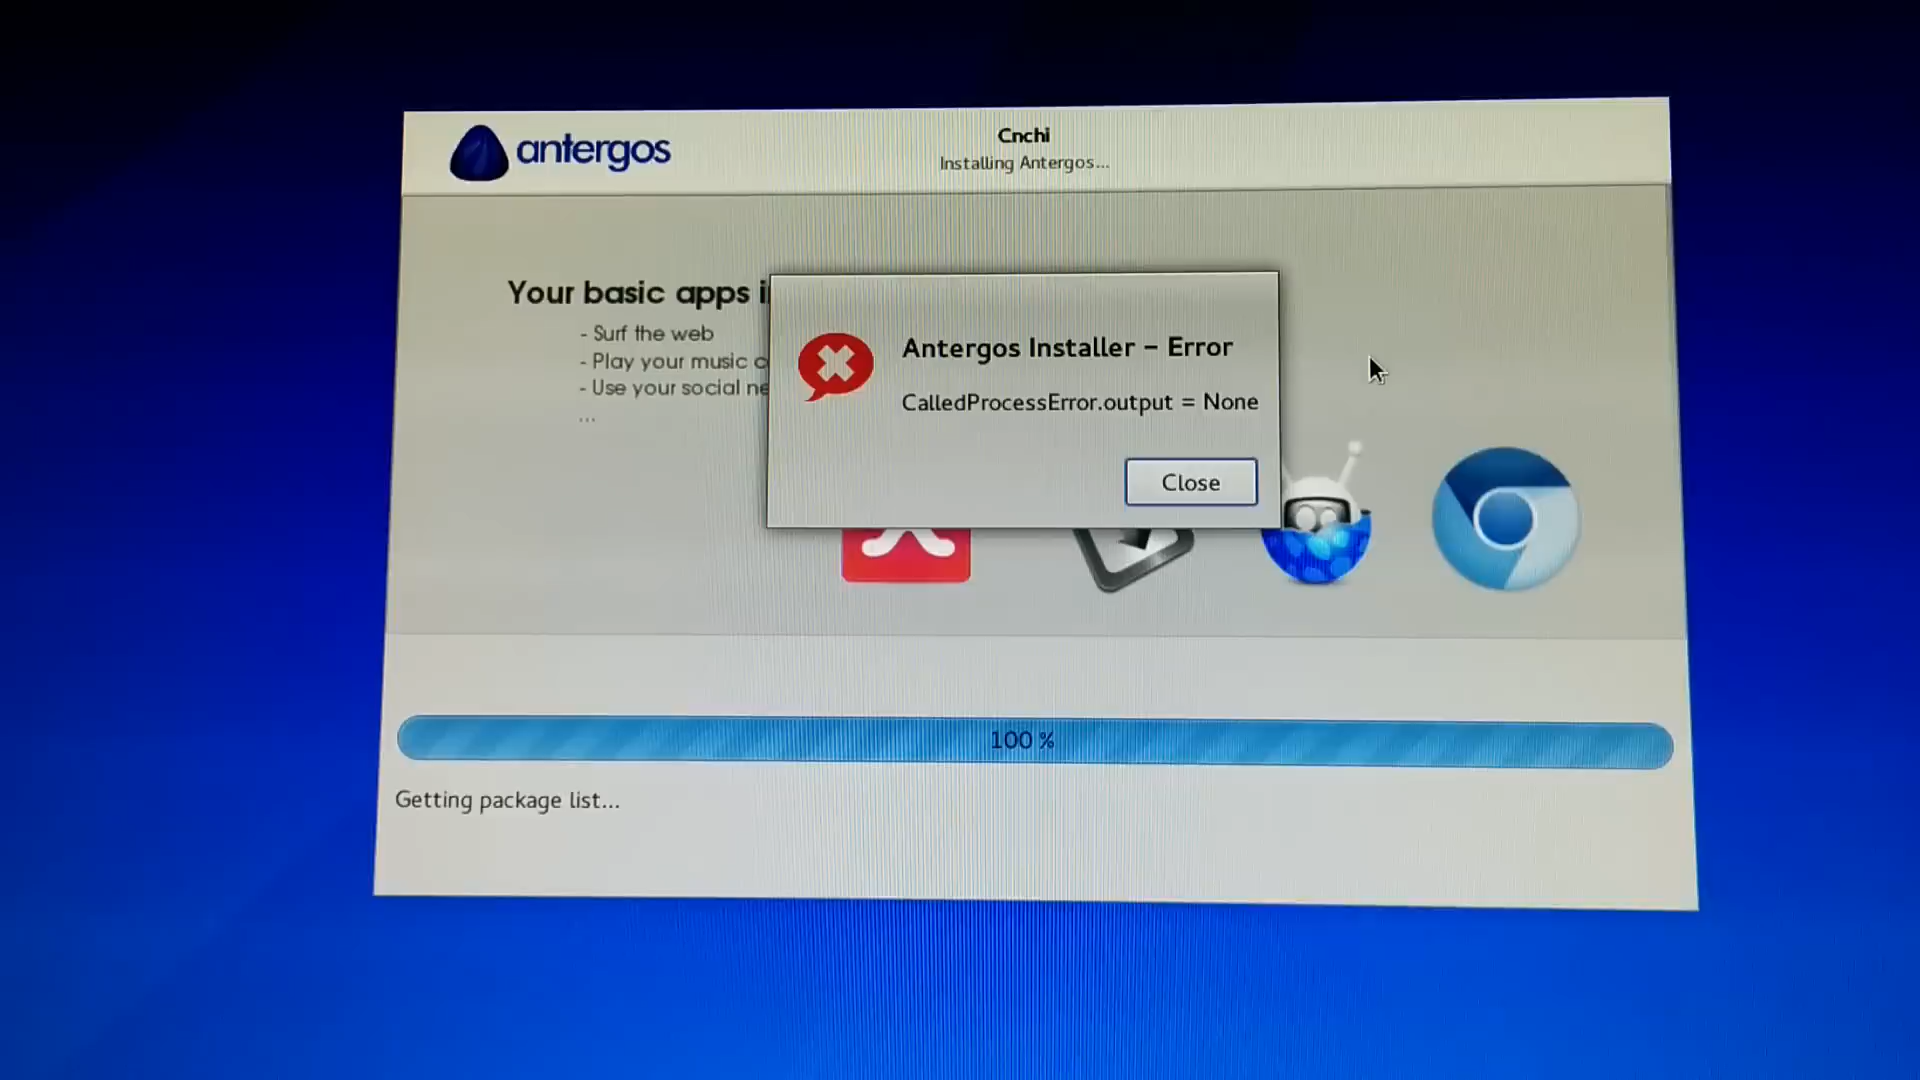 antergos
Cnchi
Installing Antergos...
Your basic apps
- Surf the web
- Play your music
- Use your social
...
Antergos Installer – Error
CalledProcessError.output = None
Close
100 %
Getting package list...